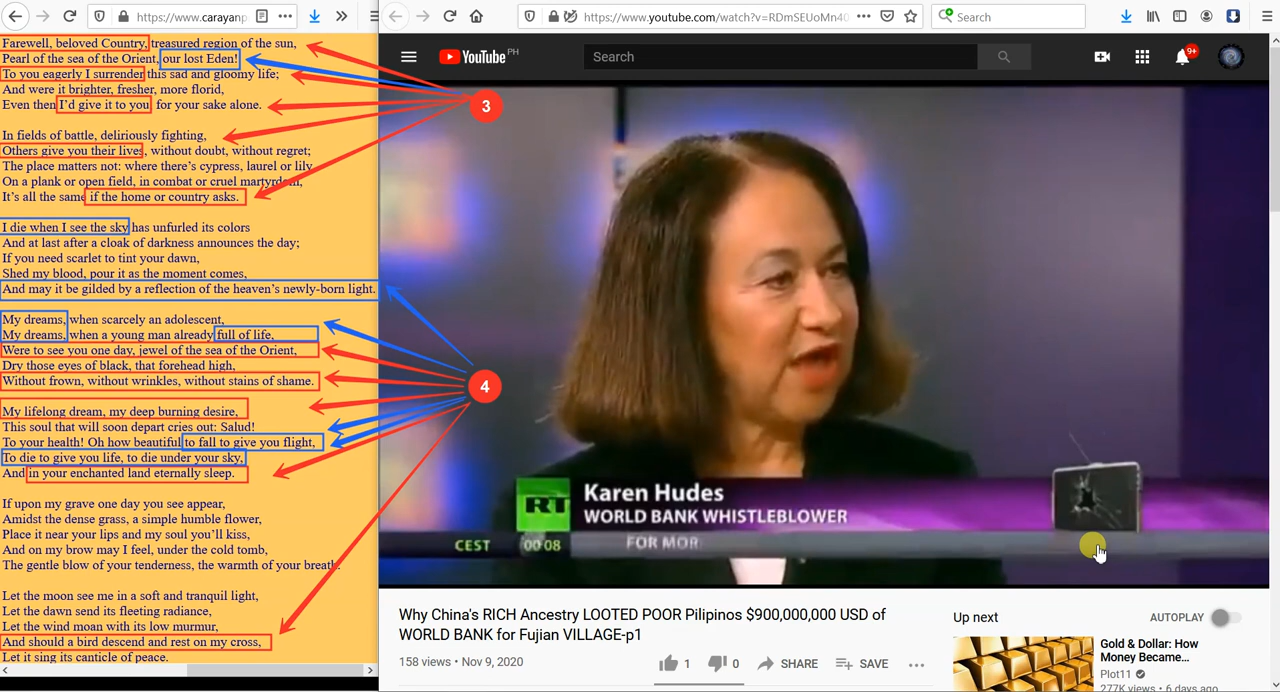 https://www.carayanp
Farewell, beloved Country, treasured region of the sun,
Pearl of the sea of the Orient, our lost Eden!
To you eagerly I surrender this sad and gloomy life;
And were it brighter, fresher, more florid,
Even then I'd give it to you for your sake alone.
In fields of battle, deliriously fighting,
Others give you their lives, without doubt, without regret;
The place matters not: where there's cypress, laurel or lily,
On a plank or open field, in combat or cruel martyrdom,
It's all the same if the home or country asks.
I die when I see the sky has unfurled its colors
And at last after a cloak of darkness announces the day;
If you need scarlet to tint your dawn,
Shed my blood, pour it as the moment comes,
And may it be gilded by a reflection of the heaven's newly-born light.
My dreams, when scarcely an adolescent,
My dreams, when a young man already full of life,
Were to see you one day, jewel of the sea of the Orient,
Dry those eyes of black, that forehead high,
Without frown, without wrinkles, without stains of shame.
My lifelong dream, my deep burning desire,
This soul that will soon depart cries out: Salud!
To your health! Oh how beautiful to fall to give you flight,
To die to give you life, to die under your sky,
And in your enchanted land eternally sleep.
If upon my grave one day you see appear,
Amidst the dense grass, a simple humble flower,
Place it near your lips and my soul you'll kiss,
And on my brow may I feel, under the cold tomb,
The gentle blow of your tenderness, the warmth of your breath.
Let the moon see me in a soft and tranquil light,
Let the dawn send its fleeting radiance,
Let the wind moan with its low murmur,
And should a bird descend and rest on my cross,
Let it sing its canticle of peace.
3
4
https://www.youtube.com/watch?v=RDmSEUoMn40
Search
YouTube PH
Search
9+
RT
Karen Hudes
WORLD BANK WHISTLEBLOWER
CEST 00:08 FOR MOR
Why China's RICH Ancestry LOOTED POOR Pilipinos $900,000,000 USD of
WORLD BANK for Fujian VILLAGE-p1
158 views • Nov 9, 2020
1
0
SHARE
SAVE
Up next
AUTOPLAY
Gold & Dollar: How
Money Became...
Plot11
277K views • 6 days ago